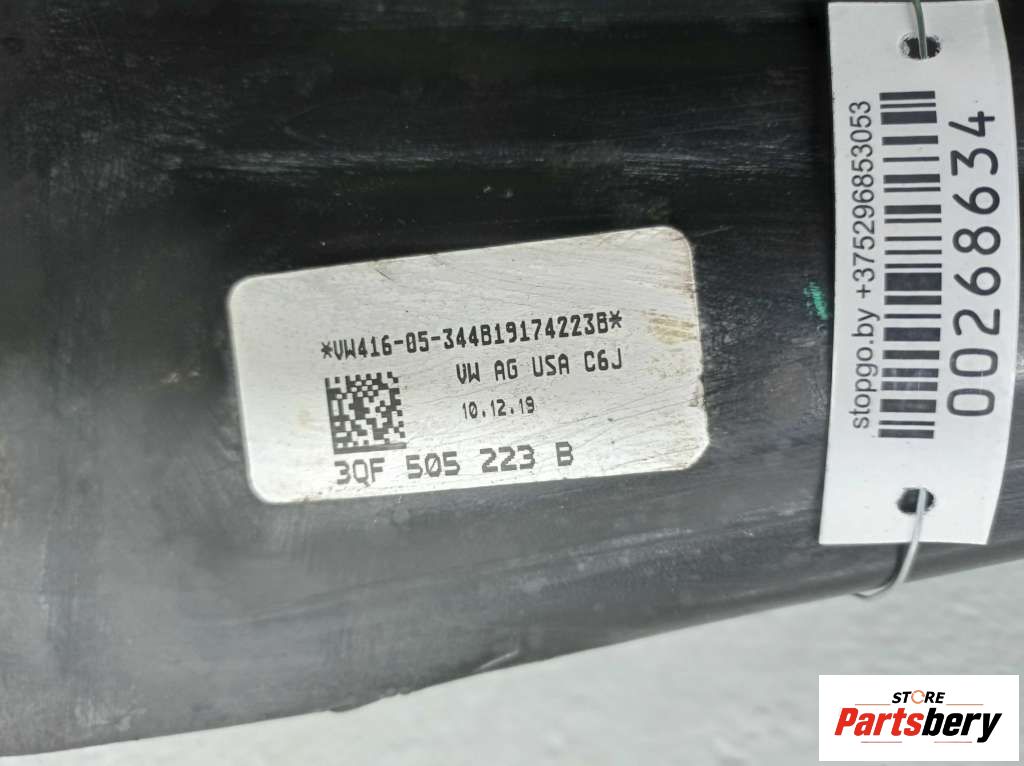 *VW416-05-344B19174223B*
VW AG USA C6J
10.12.19
3QF 505 223 B
stopgo.by +375296853053
00268634
STORE
Partsbery